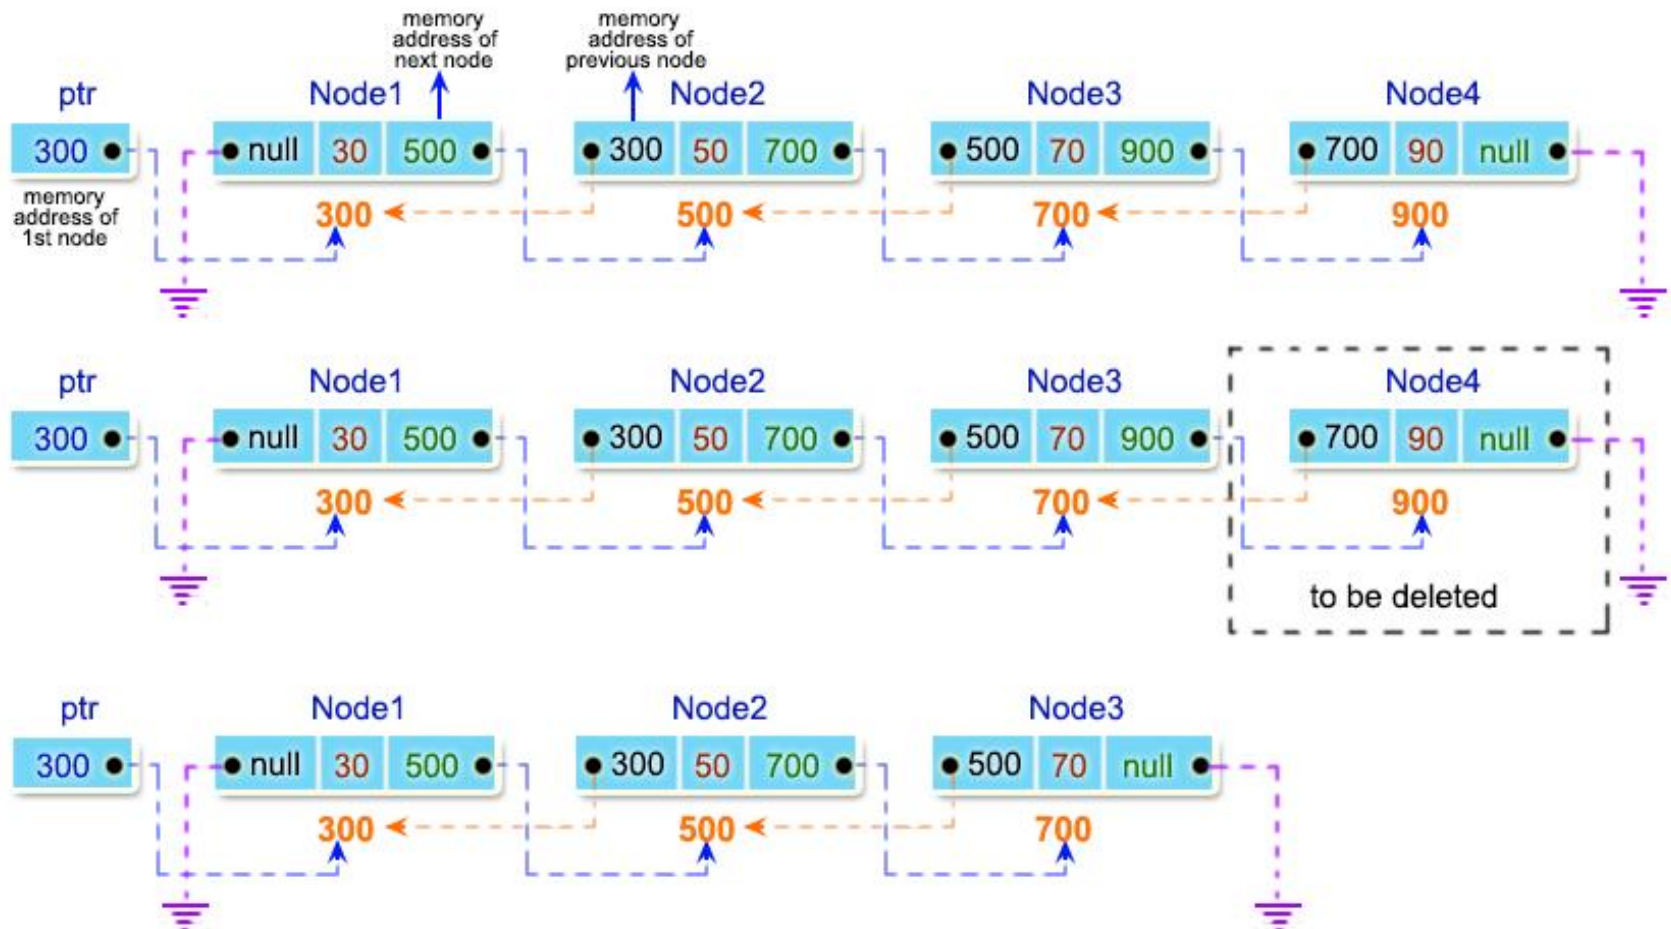 memory
address of
next node
memory
address of
previous node
ptr Node1 Node2 Node3 Node4
300 null 30 500 300 50 700 500 70 900 700 90 null
memory
address of
1st node
300 500 700 900
ptr Node1 Node2 Node3 Node4
300 null 30 500 300 50 700 500 70 900 700 90 null
300 500 700 900
to be deleted
ptr Node1 Node2 Node3
300 null 30 500 300 50 700 500 70 null
300 500 700